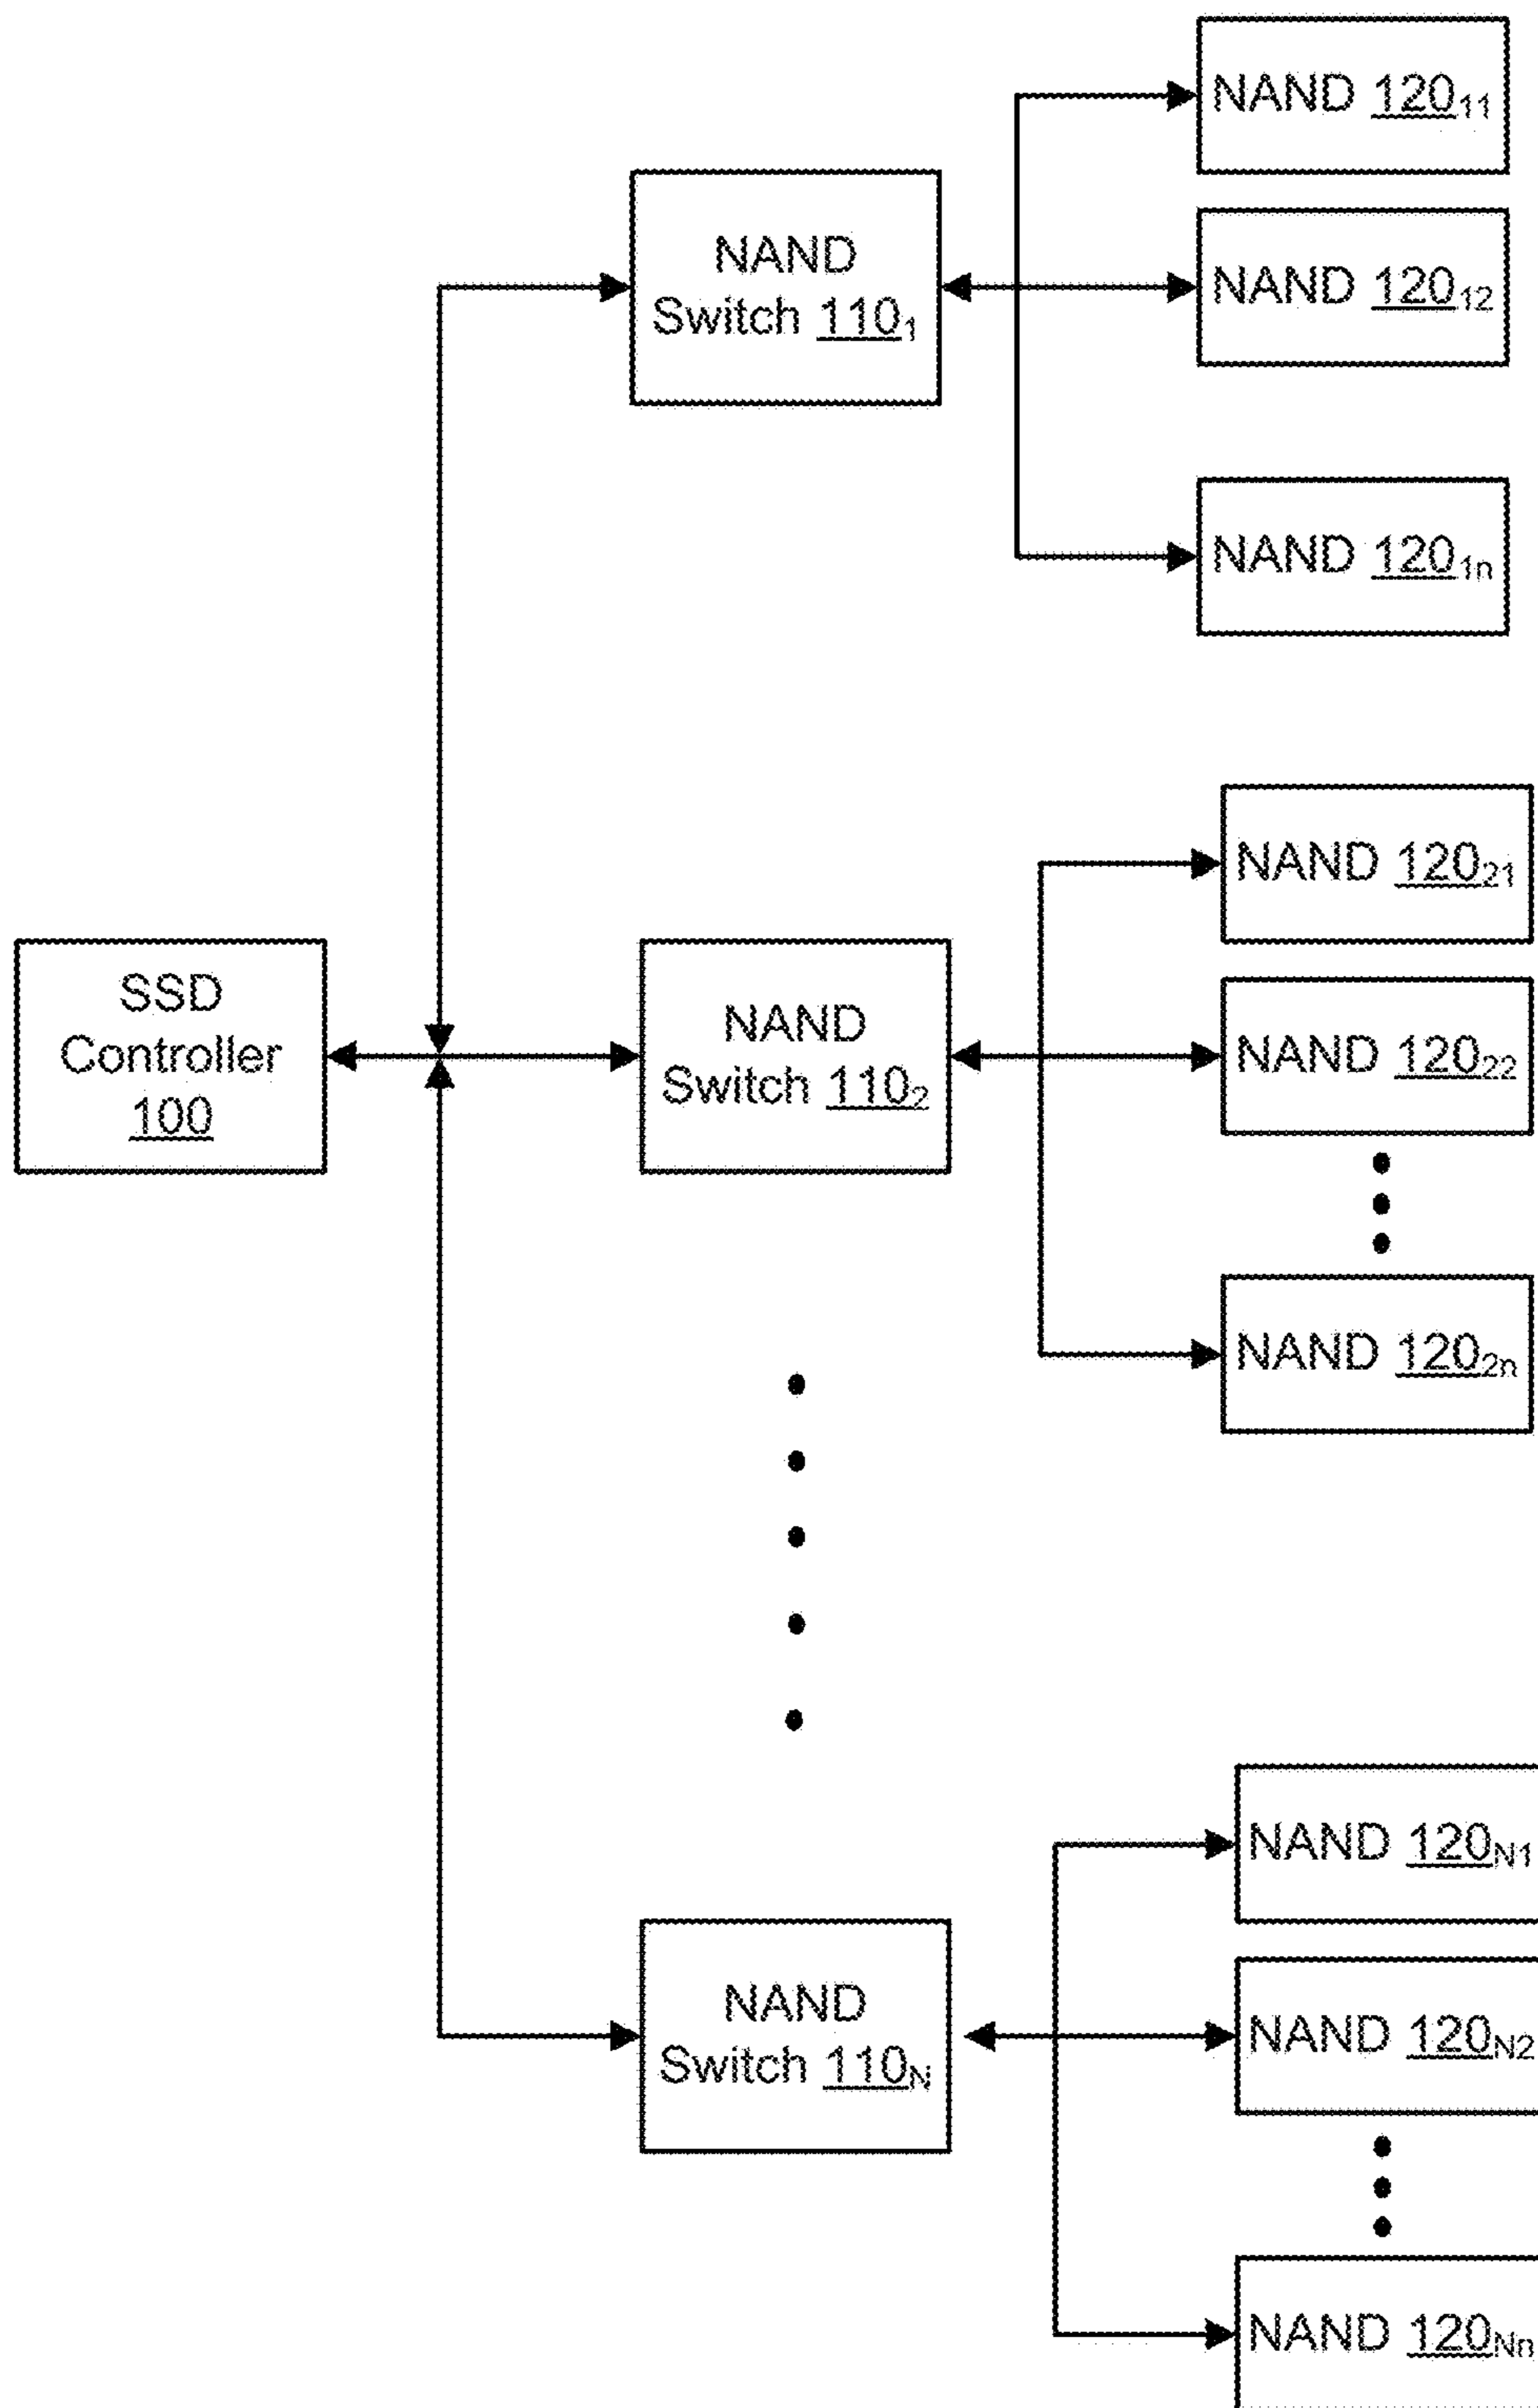 NAND 120₁₁
NAND
Switch 110₁
NAND 120₁₂
NAND 120₁ₙ
NAND 120₂₁
SSD
Controller
100
NAND
Switch 110₂
NAND 120₂₂
NAND 120₂ₙ
NAND 120N1
NAND
Switch 110N
NAND 120N2
NAND 120Nn